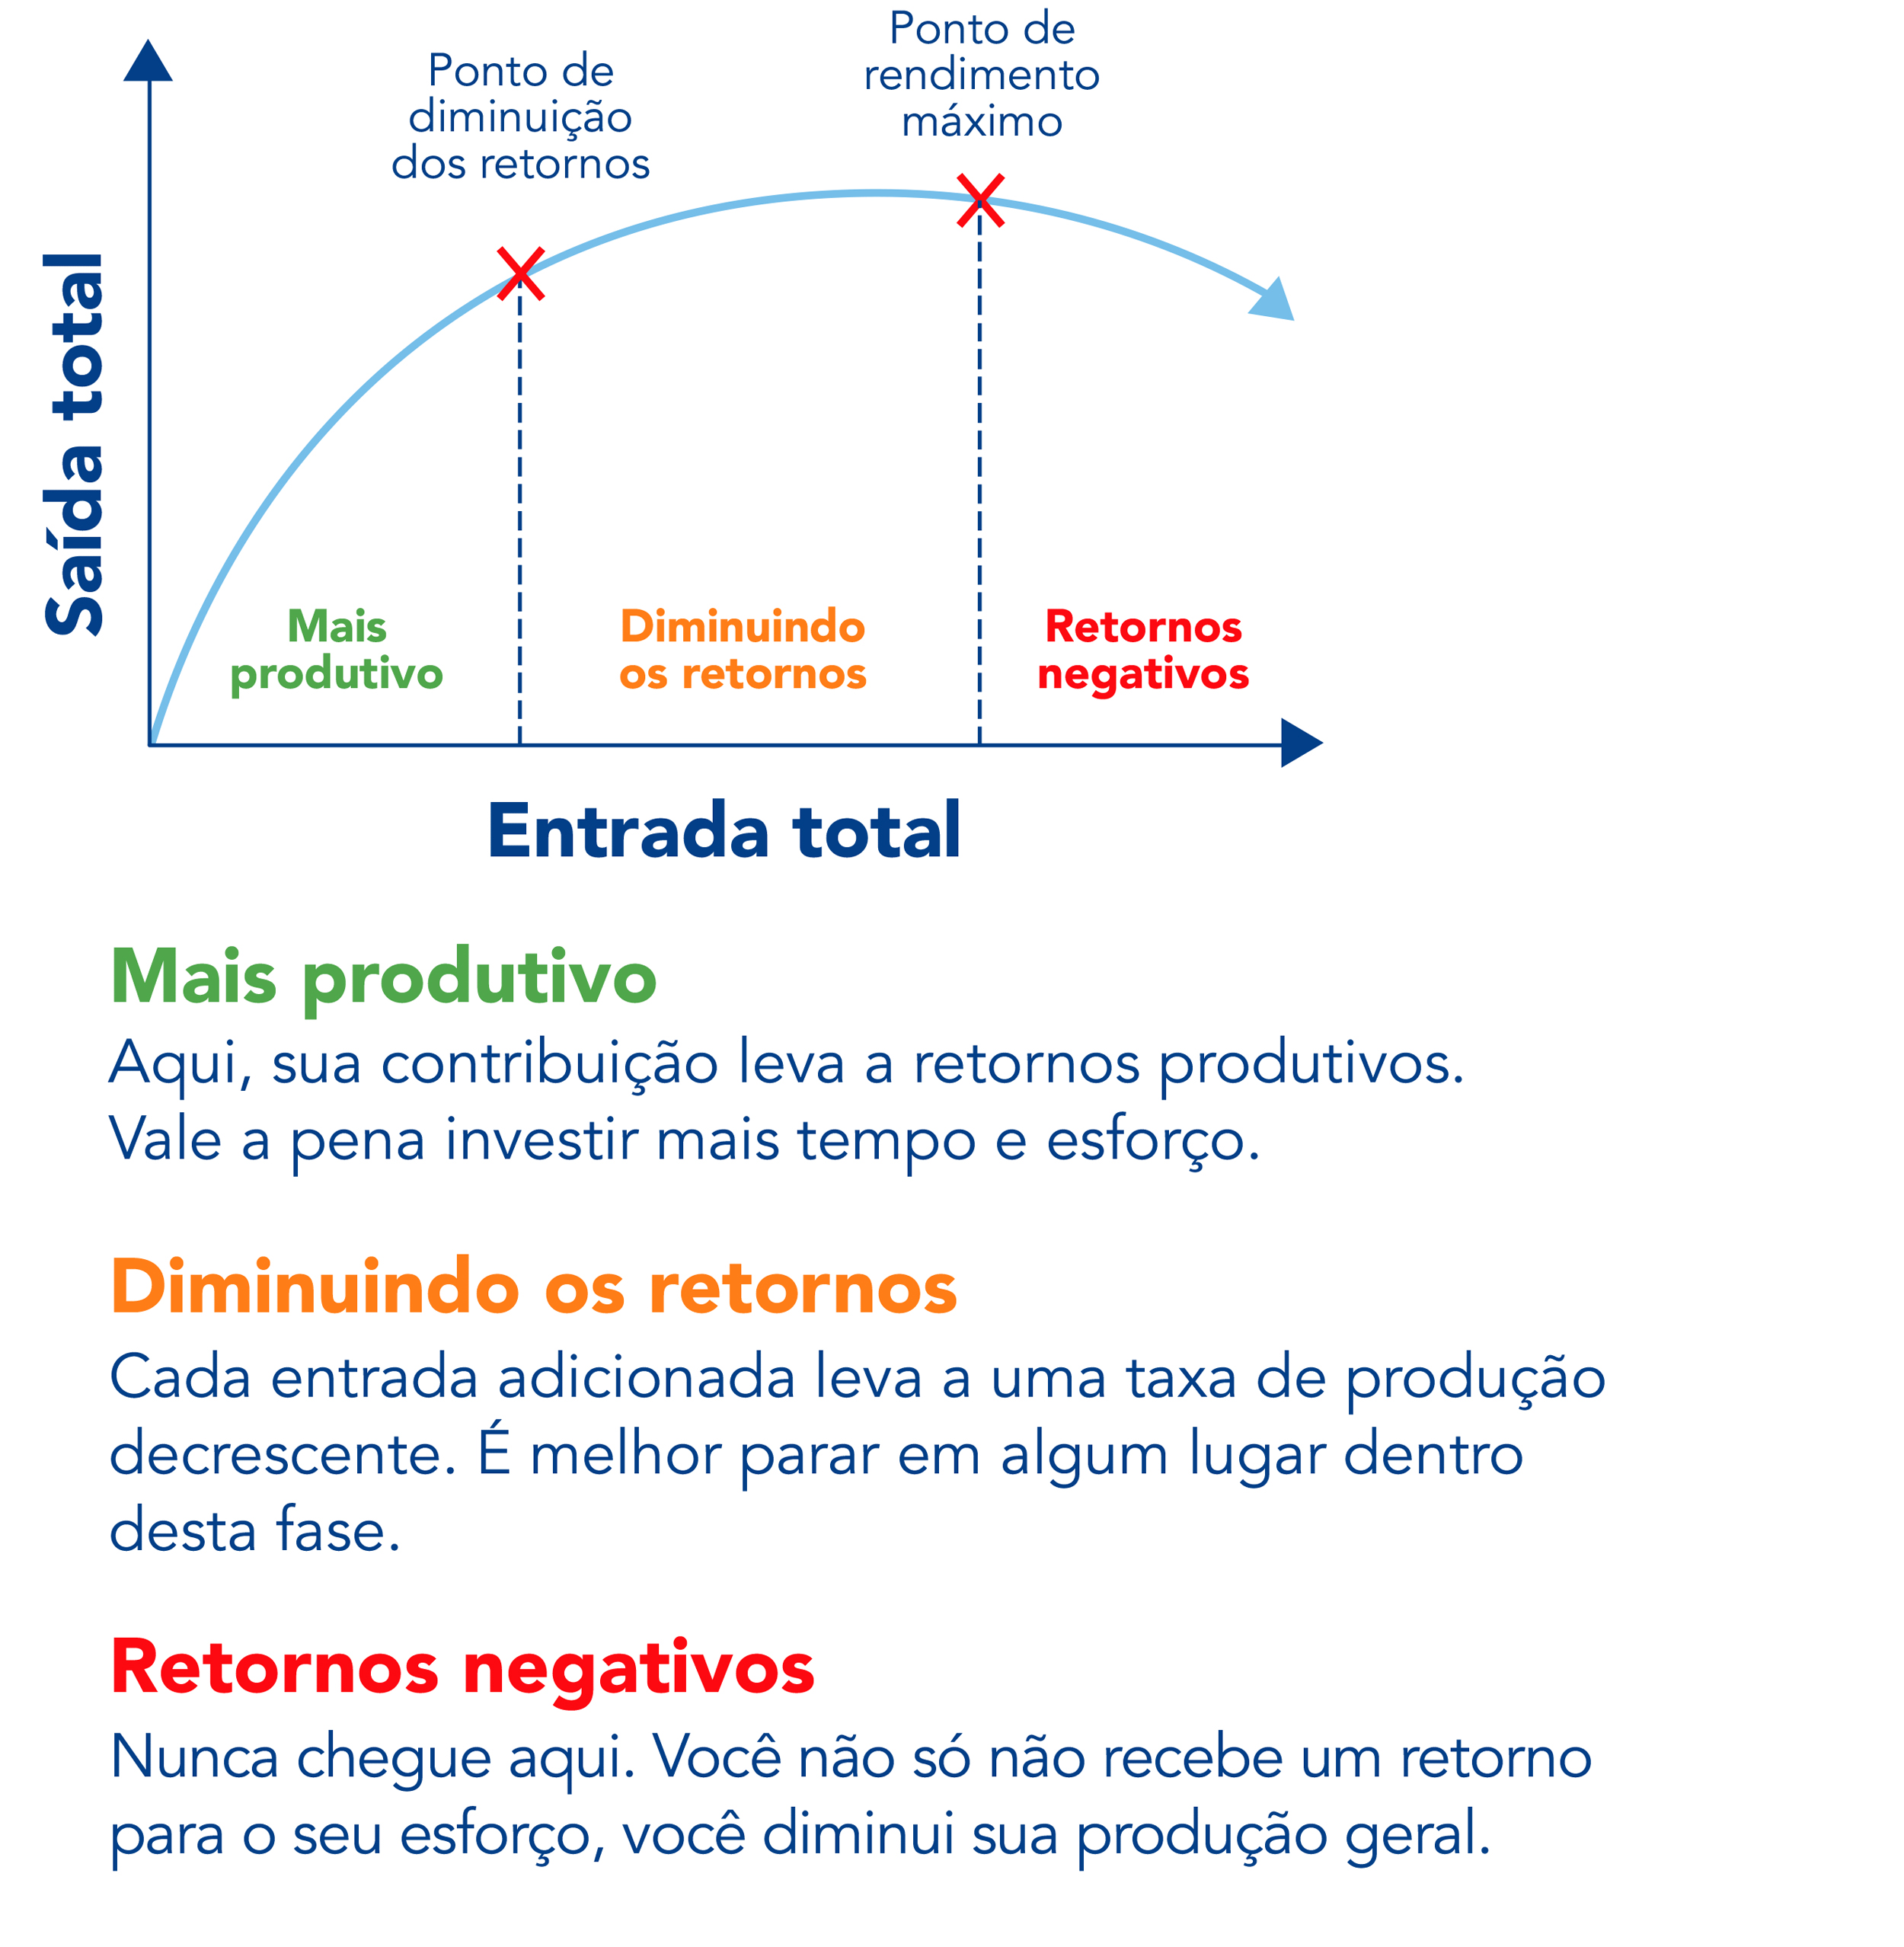 Ponto de
diminuição
dos retornos
Ponto de
rendimento
máximo
Saída total
Mais
produtivo
Diminuindo
os retornos
Retornos
negativos
Entrada total
Mais produtivo
Aqui, sua contribuição leva a retornos produtivos.
Vale a pena investir mais tempo e esforço.
Diminuindo os retornos
Cada entrada adicionada leva a uma taxa de produção
decrescente. É melhor parar em algum lugar dentro
desta fase.
Retornos negativos
Nunca chegue aqui. Você não só não recebe um retorno
para o seu esforço, você diminui sua produção geral.